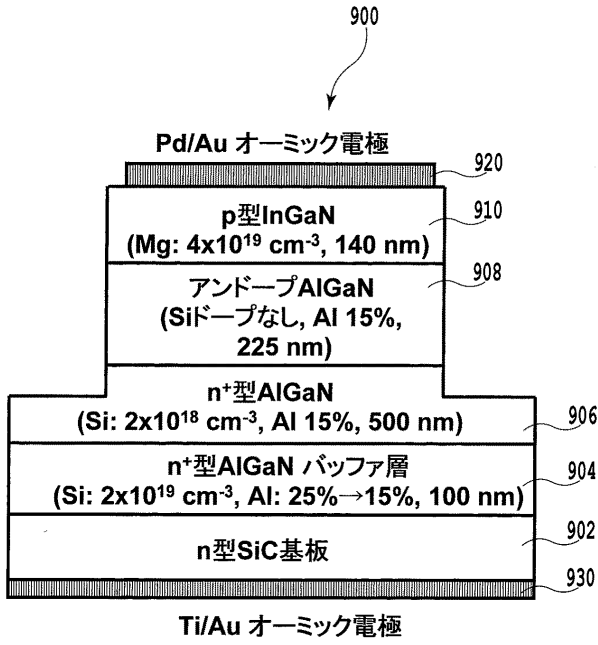 900
Pd/Au オーミック電極
920
p型InGaN
(Mg: 4x10¹⁹ cm⁻³, 140 nm)
910
アンドープAlGaN
(Siドープなし, Al 15%,
225 nm)
908
n⁺型AlGaN
(Si: 2x10¹⁸ cm⁻³, Al 15%, 500 nm)
906
n⁺型AlGaN バッファ層
(Si: 2x10¹⁹ cm⁻³, Al: 25%→15%, 100 nm)
904
n型SiC基板
902
930
Ti/Au オーミック電極